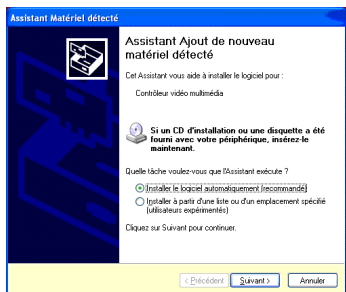 Assistant Matériel détecté
Assistant Ajout de nouveau
matériel détecté
Cet Assistant vous aide à installer le logiciel pour :
Contrôleur vidéo multimédia
Si un CD d'installation ou une disquette a été
fourni avec votre périphérique, insérez-le
maintenant.
Quelle tâche voulez-vous que l'Assistant exécute ?
Installer le logiciel automatiquement (recommandé)
Installer à partir d'une liste ou d'un emplacement spécifié
(utilisateurs expérimentés)
Cliquez sur Suivant pour continuer.
< Précédent
Suivant >
Annuler